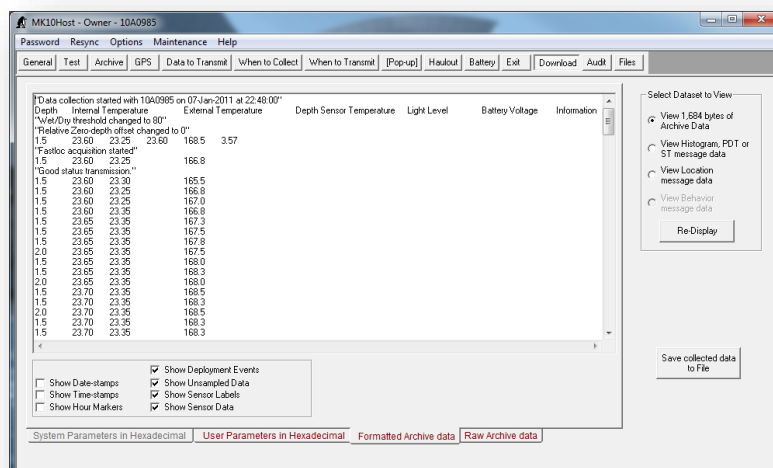 MK10Host - Owner - 10A0985
Password Resync Options Maintenance Help
General Test Archive GPS Data to Transmit When to Collect When to Transmit [Pop-up] Haulout Battery Exit Download Audit Files
"Data collection started with 10A0985 on 07-Jan-2011 at 22:48:00"
Depth Internal Temperature External Temperature Depth Sensor Temperature Light Level Battery Voltage Information
"Wet/Dry threshold changed to 80"
"Relative Zero-depth offset changed to 0"
1.5 23.60 23.25 23.60 168.5 3.57
"Fastloc acquisition started"
1.5 23.60 23.25 166.8
"Good status transmission."
1.5 23.60 23.30 165.5
1.5 23.60 23.25 166.8
1.5 23.60 23.25 167.0
1.5 23.60 23.35 166.8
1.5 23.65 23.35 167.3
1.5 23.65 23.35 167.5
1.5 23.65 23.35 167.8
2.0 23.65 23.35 167.5
1.5 23.65 23.35 168.0
1.5 23.65 23.35 168.3
2.0 23.65 23.35 168.0
1.5 23.70 23.35 168.5
1.5 23.70 23.35 168.3
2.0 23.70 23.35 168.5
1.5 23.70 23.35 168.3
1.5 23.70 23.35 168.3
Select Dataset to View
View 1,684 bytes of
Archive Data
View Histogram, PDT or
ST message data
View Location
message data
View Behavior
message data
Re-Display
Show Deployment Events
Show Date-stamps Show Unsampled Data
Show Time-stamps Show Sensor Labels
Show Hour Markers Show Sensor Data
Save collected data
to File
System Parameters in Hexadecimal User Parameters in Hexadecimal Formatted Archive data Raw Archive data